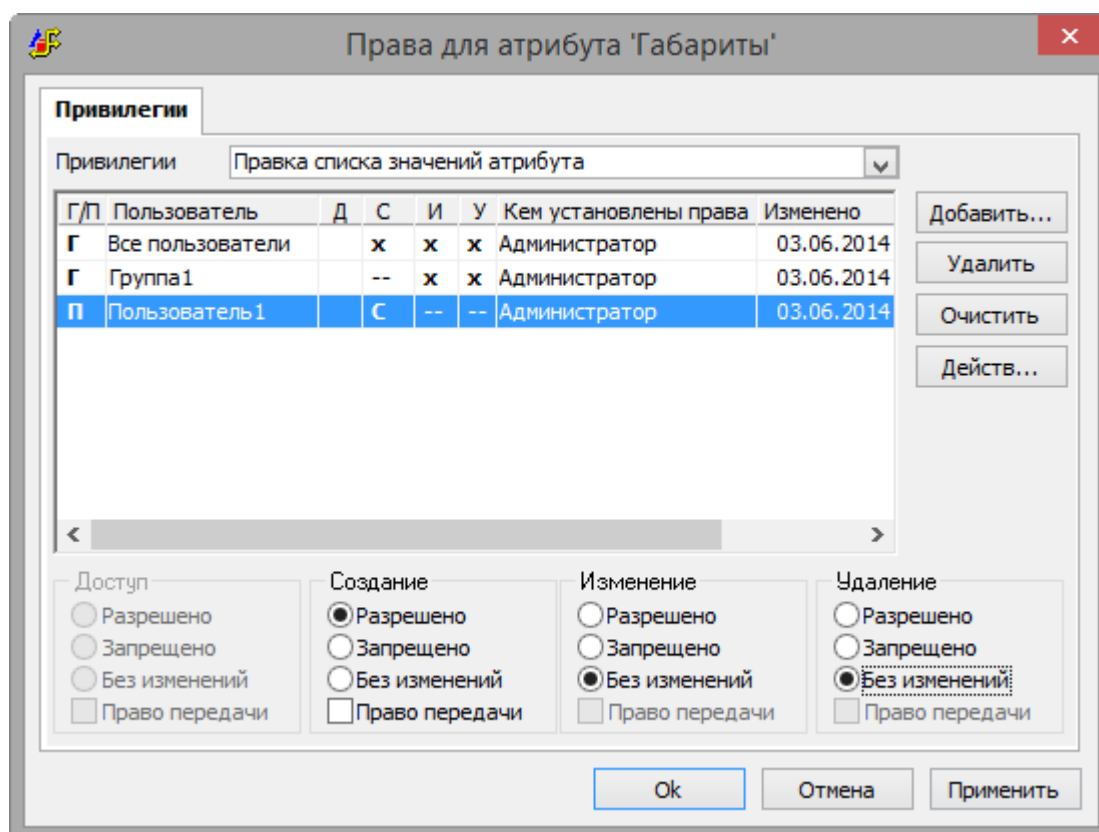 Права для атрибута 'Габариты'
Привилегии
Привилегии Правка списка значений атрибута
Г/П Пользователь Д С И У Кем установлены права Изменено
Г Все пользователи х х х Администратор 03.06.2014
Г Группа1 -- х х Администратор 03.06.2014
П Пользователь1 С -- -- Администратор 03.06.2014
Добавить...
Удалить
Очистить
Действ...
Доступ Создание Изменение Удаление
Разрешено Разрешено Разрешено Разрешено
Запрещено Запрещено Запрещено Запрещено
Без изменений Без изменений Без изменений Без изменений
Право передачи Право передачи Право передачи Право передачи
Ok Отмена Применить